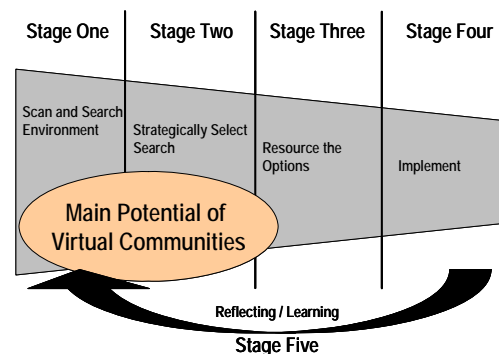 Stage One
Stage Two
Stage Three
Stage Four
Scan and Search
Environment
Strategically Select
Search
Resource the
Options
Implement
Main Potential of
Virtual Communities
Reflecting / Learning
Stage Five